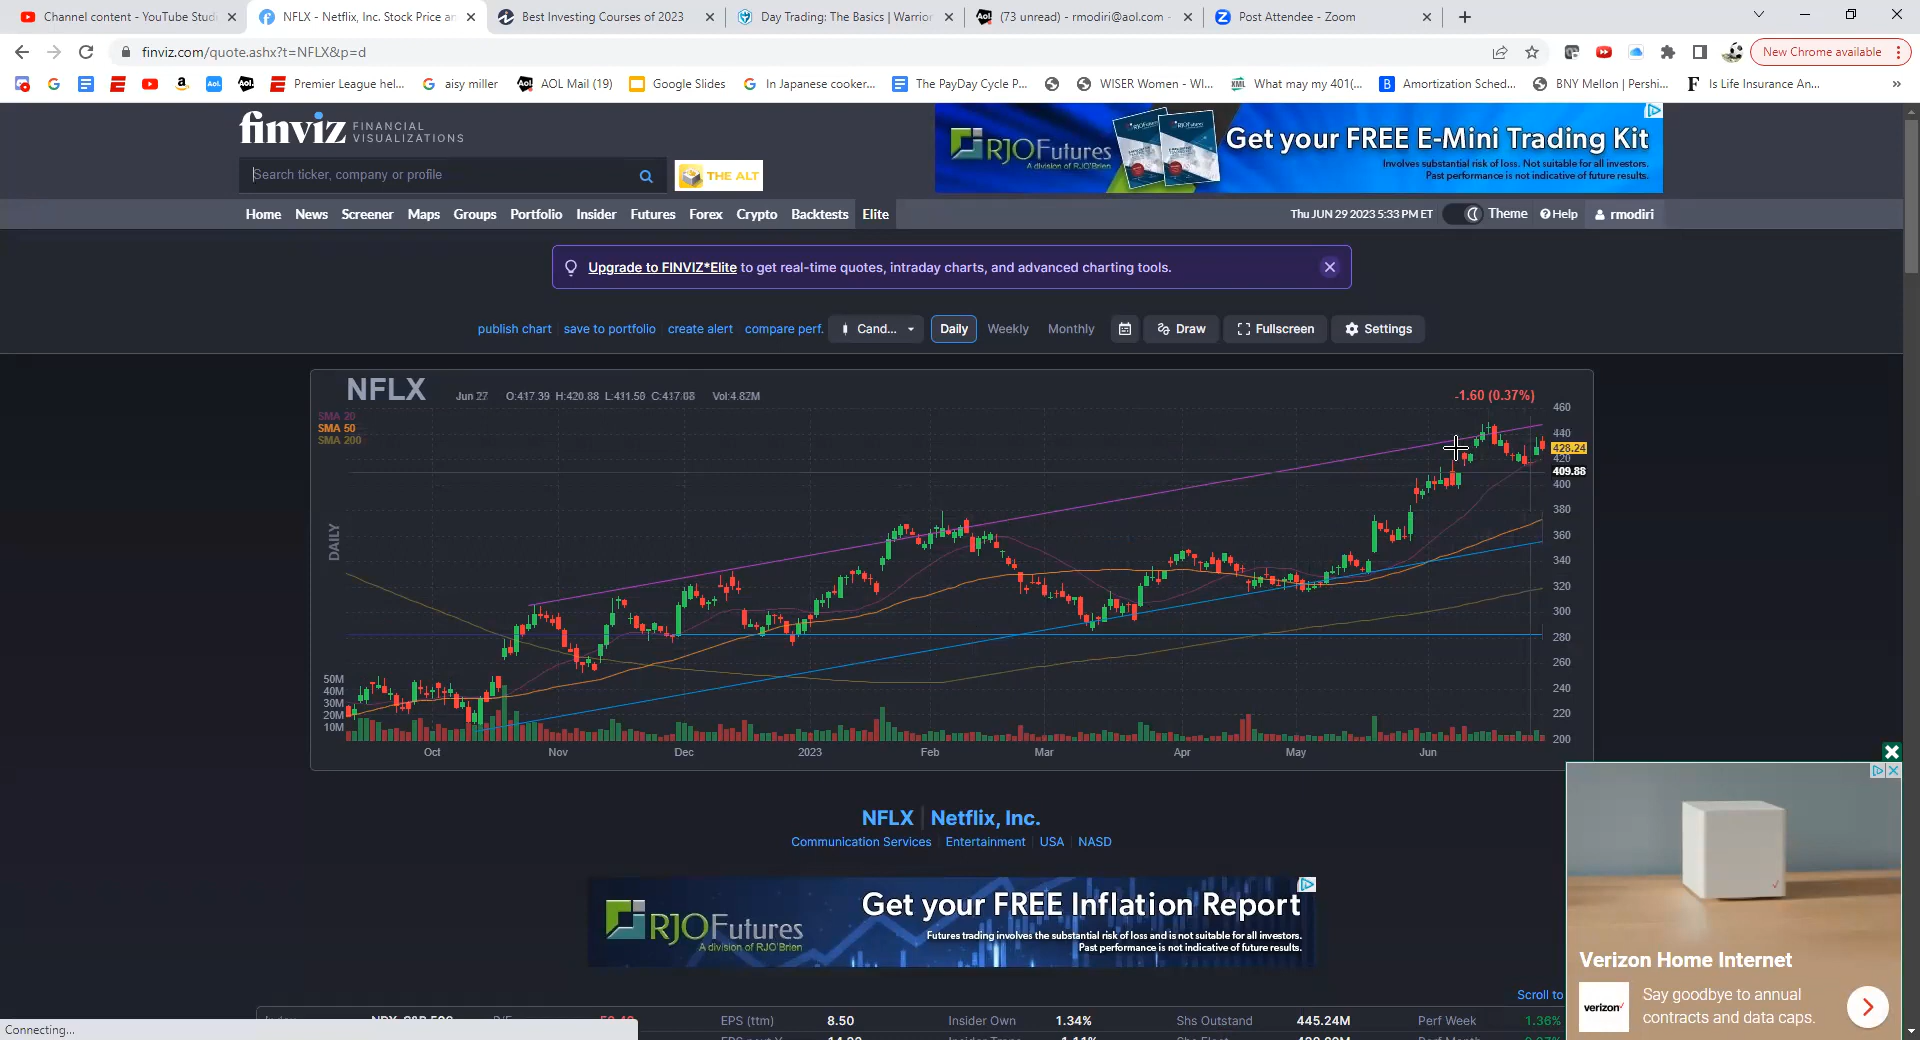 Channel content - YouTube Studi
NFLX - Netflix, Inc. Stock Price an
Best Investing Courses of 2023
Day Trading: The Basics | Warrior
(73 unread) - rmodiri@aol.com -
Post Attendee - Zoom
finviz.com/quote.ashx?t=NFLX&p=d
New Chrome available
Premier League hel...
aisy miller
AOL Mail (19)
Google Slides
In Japanese cooker...
The PayDay Cycle P...
WISER Women - WI...
What may my 401(...
Amortization Sched...
BNY Mellon | Pershi...
Is Life Insurance An...
finviz FINANCIAL VISUALIZATIONS
RJOFutures
A division of RJO'Brien
Get your FREE E-Mini Trading Kit
Involves substantial risk of loss. Not suitable for all investors.
Past performance is not indicative of future results.
Search ticker, company or profile
THE ALT
Home News Screener Maps Groups Portfolio Insider Futures Forex Crypto Backtests Elite
Thu JUN 29 2023 5:33 PM ET Theme Help rmodiri
Upgrade to FINVIZ*Elite to get real-time quotes, intraday charts, and advanced charting tools.
publish chart save to portfolio create alert compare perf. Cand... Daily Weekly Monthly Draw Fullscreen Settings
NFLX Jun 27 O:417.39 H:420.88 L:411.50 C:417.08 Vol:4.82M
-1.60 (0.37%)
SMA 20
SMA 50
SMA 200
DAILY
460
440
428.24
420
409.88
400
380
360
340
320
300
280
260
240
220
200
50M
40M
30M
20M
10M
Oct Nov Dec 2023 Feb Mar Apr May Jun
NFLX | Netflix, Inc.
Communication Services | Entertainment | USA | NASD
RJOFutures
A division of RJO'Brien
Get your FREE Inflation Report
Futures trading involves the substantial risk of loss and is not suitable for all investors.
Past performance is not indicative of future results.
Verizon Home Internet
verizon
Say goodbye to annual
contracts and data caps.
Scroll to
EPS (ttm) 8.50 Insider Own 1.34% Shs Outstand 445.24M Perf Week 1.36%
Connecting...